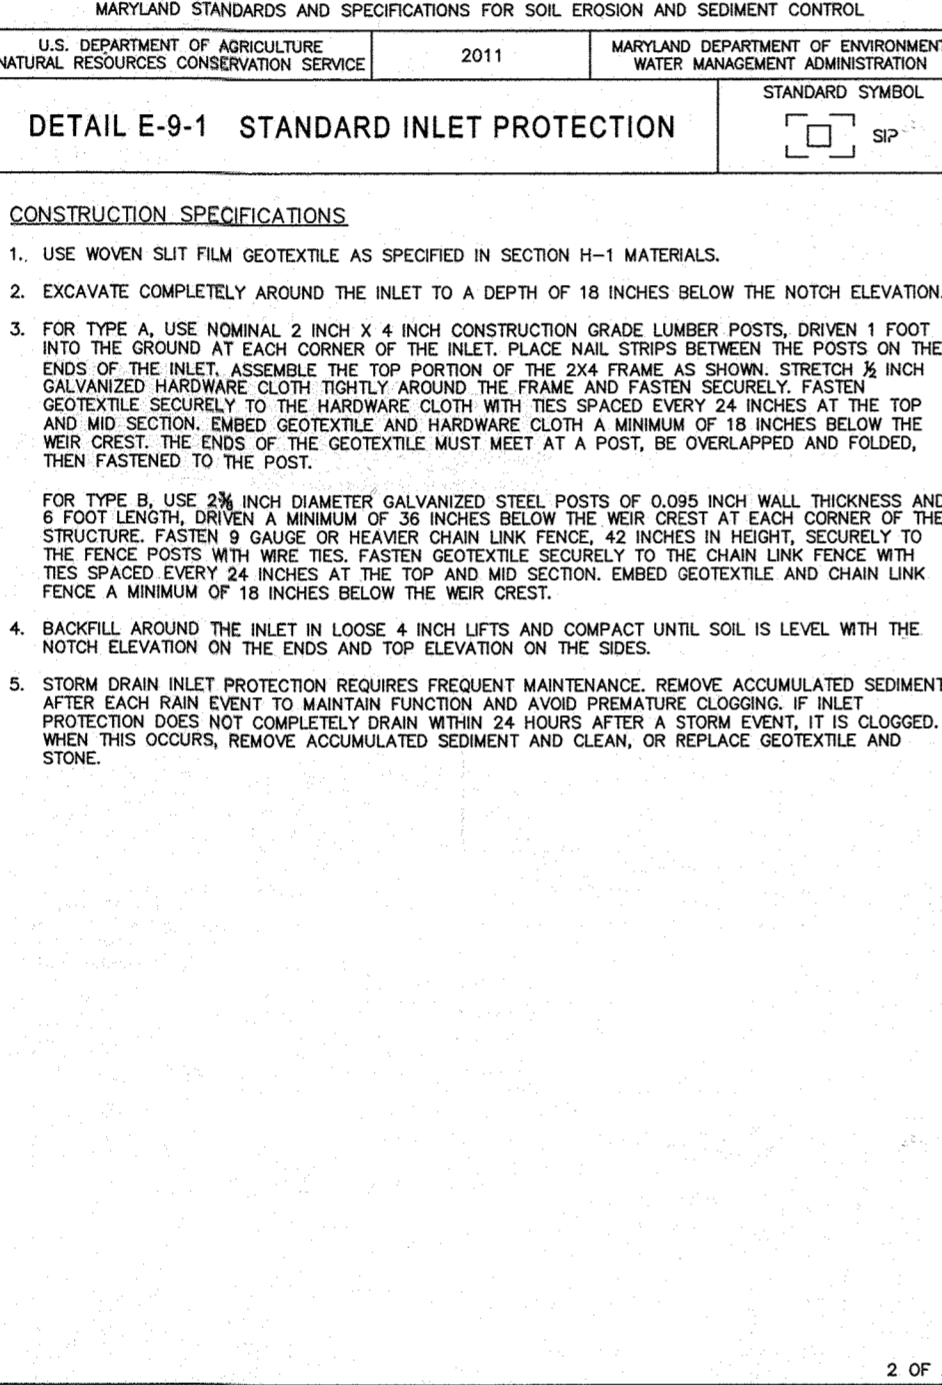 MARYLAND STANDARDS AND SPECIFICATIONS FOR SOIL EROSION AND SEDIMENT CONTROL
U.S. DEPARTMENT OF AGRICULTURE
NATURAL RESOURCES CONSERVATION SERVICE
2011
MARYLAND DEPARTMENT OF ENVIRONMENT
WATER MANAGEMENT ADMINISTRATION
DETAIL E-9-1 STANDARD INLET PROTECTION
STANDARD SYMBOL
SIP
CONSTRUCTION SPECIFICATIONS
1. USE WOVEN SLIT FILM GEOTEXTILE AS SPECIFIED IN SECTION H-1 MATERIALS.
2. EXCAVATE COMPLETELY AROUND THE INLET TO A DEPTH OF 18 INCHES BELOW THE NOTCH ELEVATION.
3. FOR TYPE A, USE NOMINAL 2 INCH X 4 INCH CONSTRUCTION GRADE LUMBER POSTS, DRIVEN 1 FOOT
INTO THE GROUND AT EACH CORNER OF THE INLET. PLACE NAIL STRIPS BETWEEN THE POSTS ON THE
ENDS OF THE INLET. ASSEMBLE THE TOP PORTION OF THE 2X4 FRAME AS SHOWN. STRETCH ½ INCH
GALVANIZED HARDWARE CLOTH TIGHTLY AROUND THE FRAME AND FASTEN SECURELY. FASTEN
GEOTEXTILE SECURELY TO THE HARDWARE CLOTH WITH TIES SPACED EVERY 24 INCHES AT THE TOP
AND MID SECTION. EMBED GEOTEXTILE AND HARDWARE CLOTH A MINIMUM OF 18 INCHES BELOW THE
WEIR CREST. THE ENDS OF THE GEOTEXTILE MUST MEET AT A POST, BE OVERLAPPED AND FOLDED,
THEN FASTENED TO THE POST.
FOR TYPE B, USE INCH DIAMETER GALVANIZED STEEL POSTS OF 0.095 INCH WALL THICKNESS AND
6 FOOT LENGTH, DRIVEN A MINIMUM OF 36 INCHES BELOW THE WEIR CREST AT EACH CORNER OF THE
STRUCTURE. FASTEN 9 GAUGE OR HEAVIER CHAIN LINK FENCE, 42 INCHES IN HEIGHT, SECURELY TO
THE FENCE POSTS WITH WIRE TIES. FASTEN GEOTEXTILE SECURELY TO THE CHAIN LINK FENCE WITH
TIES SPACED EVERY 24 INCHES AT THE TOP AND MID SECTION. EMBED GEOTEXTILE AND CHAIN LINK
FENCE A MINIMUM OF 18 INCHES BELOW THE WEIR CREST.
4. BACKFILL AROUND THE INLET IN LOOSE 4 INCH LIFTS AND COMPACT UNTIL SOIL IS LEVEL WITH THE
NOTCH ELEVATION ON THE ENDS AND TOP ELEVATION ON THE SIDES.
5. STORM DRAIN INLET PROTECTION REQUIRES FREQUENT MAINTENANCE. REMOVE ACCUMULATED SEDIMENT
AFTER EACH RAIN EVENT TO MAINTAIN FUNCTION AND AVOID PREMATURE CLOGGING. IF INLET
PROTECTION DOES NOT COMPLETELY DRAIN WITHIN 24 HOURS AFTER A STORM EVENT, IT IS CLOGGED.
WHEN THIS OCCURS, REMOVE ACCUMULATED SEDIMENT AND CLEAN, OR REPLACE GEOTEXTILE AND
STONE.
2 OF